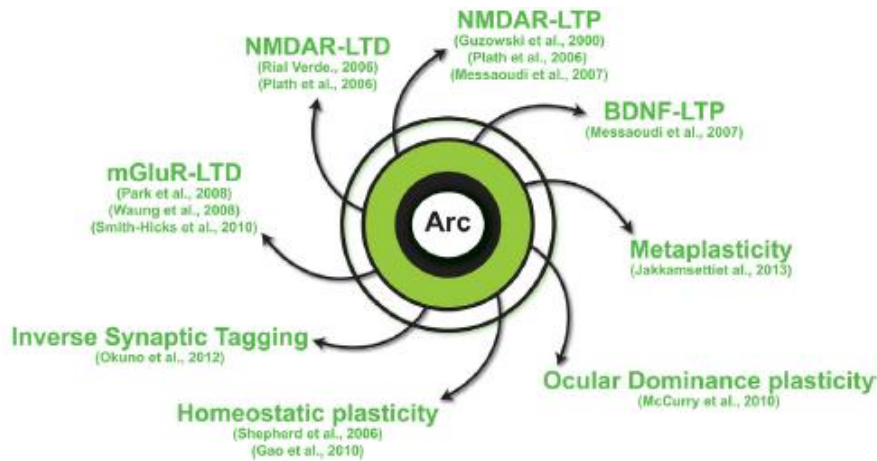 NMDAR-LTP
(Guzowski et al., 2000)
(Plath et al., 2006)
(Messaoudi et al., 2007)
NMDAR-LTD
(Rial Verde., 2006)
(Plath et al., 2006)
BDNF-LTP
(Messaoudi et al., 2007)
mGluR-LTD
(Park et al., 2008)
(Waung et al., 2008)
(Smith-Hicks et al., 2010)
Arc
Metaplasticity
(Jakkamsettiet al., 2013)
Inverse Synaptic Tagging
(Okuno et al., 2012)
Ocular Dominance plasticity
(McCurry et al., 2010)
Homeostatic plasticity
(Shepherd et al., 2006)
(Gao et al., 2010)